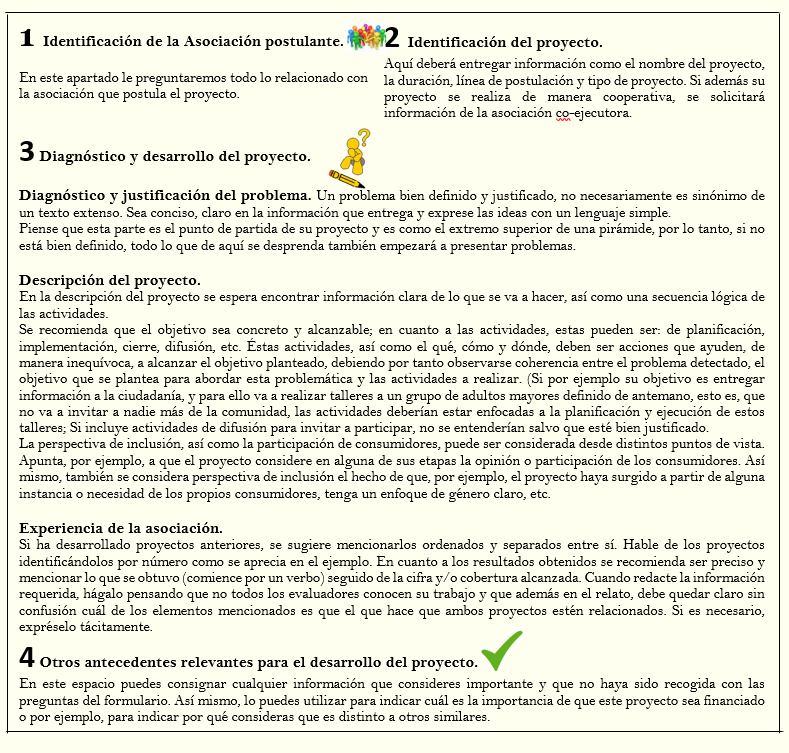 1 Identificación de la Asociación postulante.
En este apartado le preguntaremos todo lo relacionado con
la asociación que postula el proyecto.
2 Identificación del proyecto.
Aquí deberá entregar información como el nombre del proyecto,
la duración, línea de postulación y tipo de proyecto. Si además su
proyecto se realiza de manera cooperativa, se solicitará
información de la asociación co-ejecutora.
3 Diagnóstico y desarrollo del proyecto.
Diagnóstico y justificación del problema. Un problema bien definido y justificado, no necesariamente es sinónimo de
un texto extenso. Sea conciso, claro en la información que entrega y exprese las ideas con un lenguaje simple.
Piense que esta parte es el punto de partida de su proyecto y es como el extremo superior de una pirámide, por lo tanto, si no
está bien definido, todo lo que de aquí se desprenda también empezará a presentar problemas.
Descripción del proyecto.
En la descripción del proyecto se espera encontrar información clara de lo que se va a hacer, así como una secuencia lógica de
las actividades.
Se recomienda que el objetivo sea concreto y alcanzable; en cuanto a las actividades, estas pueden ser: de planificación,
implementación, cierre, difusión, etc. Éstas actividades, así como el qué, cómo y dónde, deben ser acciones que ayuden, de
manera inequívoca, a alcanzar el objetivo planteado, debiendo por tanto observarse coherencia entre el problema detectado, el
objetivo que se plantea para abordar esta problemática y las actividades a realizar. (Si por ejemplo su objetivo es entregar
información a la ciudadanía, y para ello va a realizar talleres a un grupo de adultos mayores definido de antemano, esto es, que
no va a invitar a nadie más de la comunidad, las actividades deberían estar enfocadas a la planificación y ejecución de estos
talleres; Si incluye actividades de difusión para invitar a participar, no se entenderían salvo que esté bien justificado.
La perspectiva de inclusión, así como la participación de consumidores, puede ser considerada desde distintos puntos de vista.
Apunta, por ejemplo, a que el proyecto considere en alguna de sus etapas la opinión o participación de los consumidores. Así
mismo, también se considera perspectiva de inclusión el hecho de que, por ejemplo, el proyecto haya surgido a partir de alguna
instancia o necesidad de los propios consumidores, tenga un enfoque de género claro, etc.
Experiencia de la asociación.
Si ha desarrollado proyectos anteriores, se sugiere mencionarlos ordenados y separados entre sí. Hable de los proyectos
identificándolos por número como se aprecia en el ejemplo. En cuanto a los resultados obtenidos se recomienda ser preciso y
mencionar lo que se obtuvo (comience por un verbo) seguido de la cifra y/o cobertura alcanzada. Cuando redacte la información
requerida, hágalo pensando que no todos los evaluadores conocen su trabajo y que además en el relato, debe quedar claro sin
confusión cuál de los elementos mencionados es que el que hace que ambos proyectos estén relacionados. Si es necesario,
expréselo tácitamente.
4 Otros antecedentes relevantes para el desarrollo del proyecto.
En este espacio puedes consignar cualquier información que consideres importante y que no haya sido recogida con las
preguntas del formulario. Así mismo, lo puedes utilizar para indicar cuál es la importancia de que este proyecto sea financiado
o por ejemplo, para indicar por qué consideras que es distinto a otros similares.